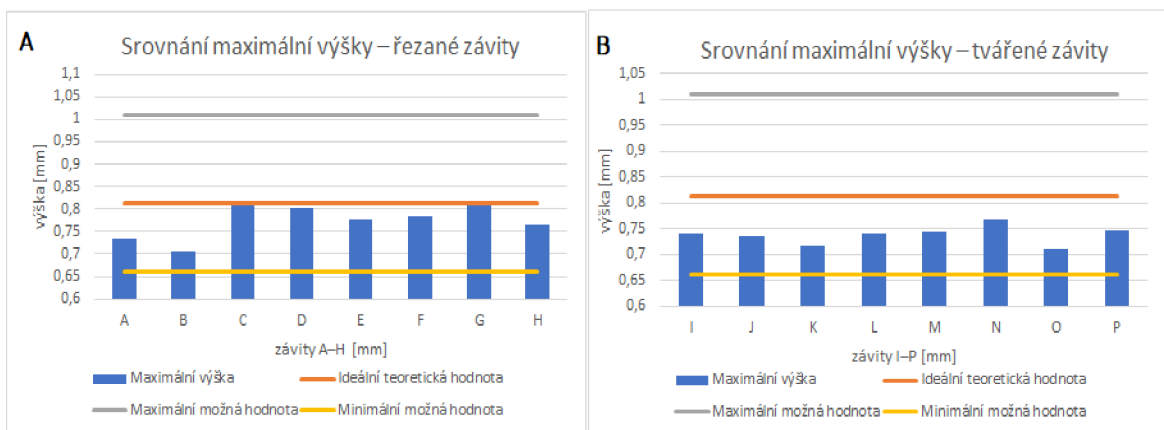 A
Srovnání maximální výšky – řezané závity
výška [mm]
1,1
1,05
1
0,95
0,9
0,85
0,8
0,75
0,7
0,65
0,6
A B C D E F G H
závity A–H [mm]
Maximální výška
Ideální teoretická hodnota
Maximální možná hodnota
Minimální možná hodnota
B
Srovnání maximální výšky – tvářené závity
výška [mm]
1,05
1
0,95
0,9
0,85
0,8
0,75
0,7
0,65
0,6
I J K L M N O P
závity I–P [mm]
Maximální výška
Ideální teoretická hodnota
Maximální možná hodnota
Minimální možná hodnota